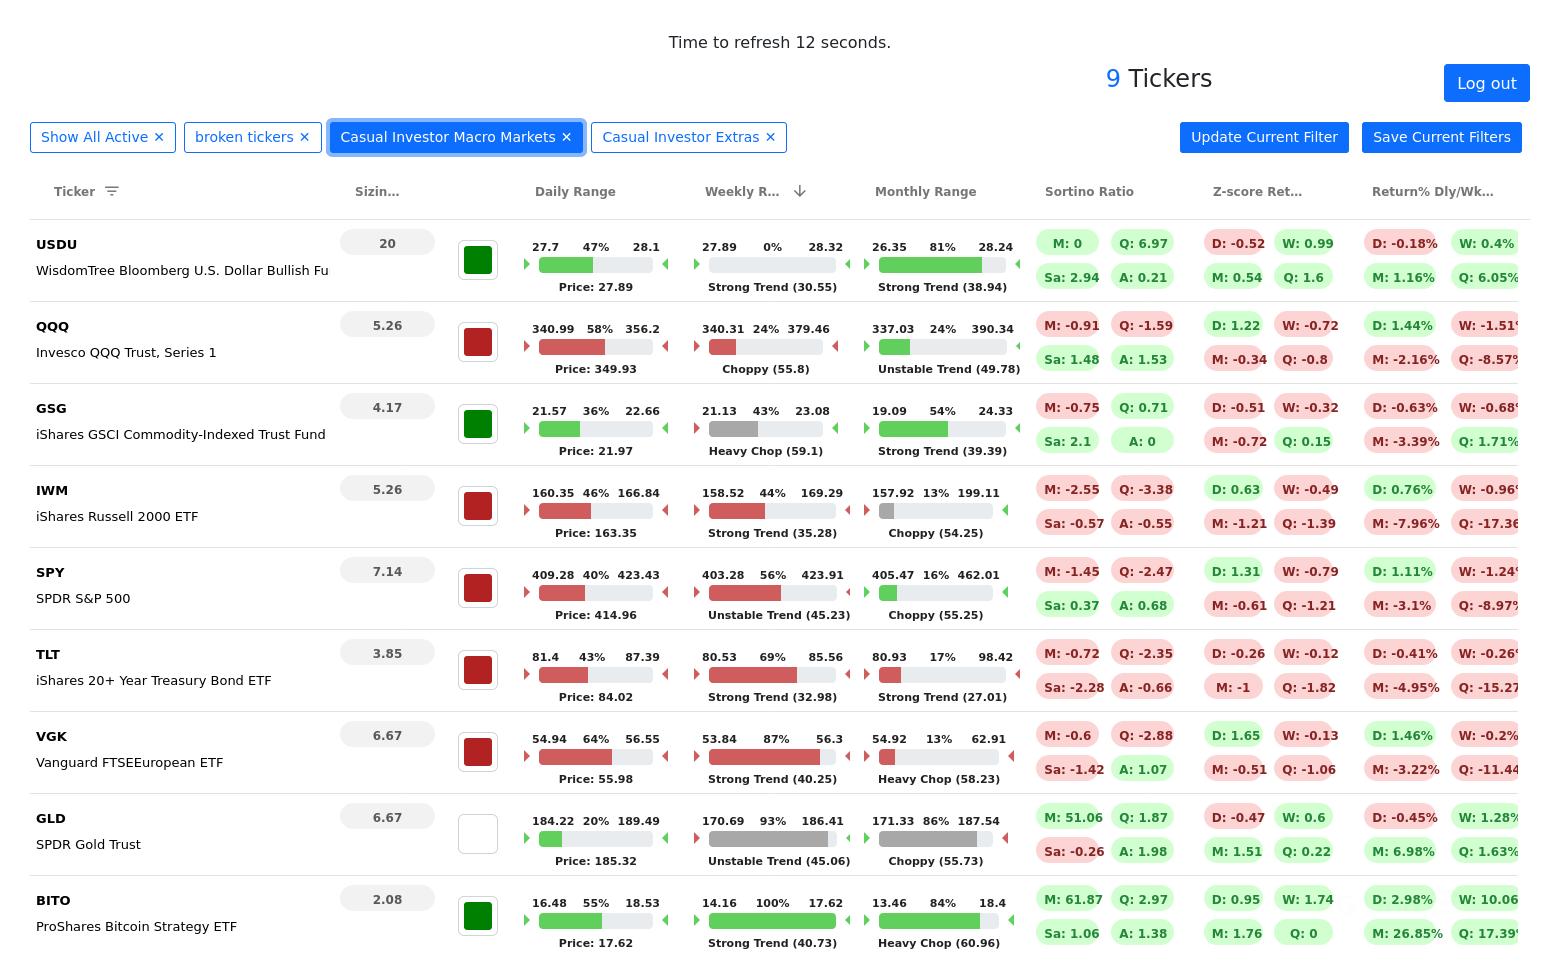 Time to refresh 12 seconds.
9 Tickers
Log out
Show All Active ✕ broken tickers ✕ Casual Investor Macro Markets ✕ Casual Investor Extras ✕ Update Current Filter Save Current Filters
Ticker Sizin... Daily Range Weekly R... Monthly Range Sortino Ratio Z-score Ret... Return% Dly/Wk...
USDU 20 27.7 47% 28.1 27.89 0% 28.32 26.35 81% 28.24 M: 0 Q: 6.97 D: -0.52 W: 0.99 D: -0.18% W: 0.4%
WisdomTree Bloomberg U.S. Dollar Bullish Fu Price: 27.89 Strong Trend (30.55) Strong Trend (38.94) Sa: 2.94 A: 0.21 M: 0.54 Q: 1.6 M: 1.16% Q: 6.05%
QQQ 5.26 340.99 58% 356.2 340.31 24% 379.46 337.03 24% 390.34 M: -0.91 Q: -1.59 D: 1.22 W: -0.72 D: 1.44% W: -1.51%
Invesco QQQ Trust, Series 1 Price: 349.93 Choppy (55.8) Unstable Trend (49.78) Sa: 1.48 A: 1.53 M: -0.34 Q: -0.8 M: -2.16% Q: -8.57%
GSG 4.17 21.57 36% 22.66 21.13 43% 23.08 19.09 54% 24.33 M: -0.75 Q: 0.71 D: -0.51 W: -0.32 D: -0.63% W: -0.68%
iShares GSCI Commodity-Indexed Trust Fund Price: 21.97 Heavy Chop (59.1) Strong Trend (39.39) Sa: 2.1 A: 0 M: -0.72 Q: 0.15 M: -3.39% Q: 1.71%
IWM 5.26 160.35 46% 166.84 158.52 44% 169.29 157.92 13% 199.11 M: -2.55 Q: -3.38 D: 0.63 W: -0.49 D: 0.76% W: -0.96%
iShares Russell 2000 ETF Price: 163.35 Strong Trend (35.28) Choppy (54.25) Sa: -0.57 A: -0.55 M: -1.21 Q: -1.39 M: -7.96% Q: -17.36
SPY 7.14 409.28 40% 423.43 403.28 56% 423.91 405.47 16% 462.01 M: -1.45 Q: -2.47 D: 1.31 W: -0.79 D: 1.11% W: -1.24%
SPDR S&P 500 Price: 414.96 Unstable Trend (45.23) Choppy (55.25) Sa: 0.37 A: 0.68 M: -0.61 Q: -1.21 M: -3.1% Q: -8.97%
TLT 3.85 81.4 43% 87.39 80.53 69% 85.56 80.93 17% 98.42 M: -0.72 Q: -2.35 D: -0.26 W: -0.12 D: -0.41% W: -0.26%
iShares 20+ Year Treasury Bond ETF Price: 84.02 Strong Trend (32.98) Strong Trend (27.01) Sa: -2.28 A: -0.66 M: -1 Q: -1.82 M: -4.95% Q: -15.27
VGK 6.67 54.94 64% 56.55 53.84 87% 56.3 54.92 13% 62.91 M: -0.6 Q: -2.88 D: 1.65 W: -0.13 D: 1.46% W: -0.2%
Vanguard FTSEEuropean ETF Price: 55.98 Strong Trend (40.25) Heavy Chop (58.23) Sa: -1.42 A: 1.07 M: -0.51 Q: -1.06 M: -3.22% Q: -11.44
GLD 6.67 184.22 20% 189.49 170.69 93% 186.41 171.33 86% 187.54 M: 51.06 Q: 1.87 D: -0.47 W: 0.6 D: -0.45% W: 1.28%
SPDR Gold Trust Price: 185.32 Unstable Trend (45.06) Choppy (55.73) Sa: -0.26 A: 1.98 M: 1.51 Q: 0.22 M: 6.98% Q: 1.63%
BITO 2.08 16.48 55% 18.53 14.16 100% 17.62 13.46 84% 18.4 M: 61.87 Q: 2.97 D: 0.95 W: 1.74 D: 2.98% W: 10.06
ProShares Bitcoin Strategy ETF Price: 17.62 Strong Trend (40.73) Heavy Chop (60.96) Sa: 1.06 A: 1.38 M: 1.76 Q: 0 M: 26.85% Q: 17.39%